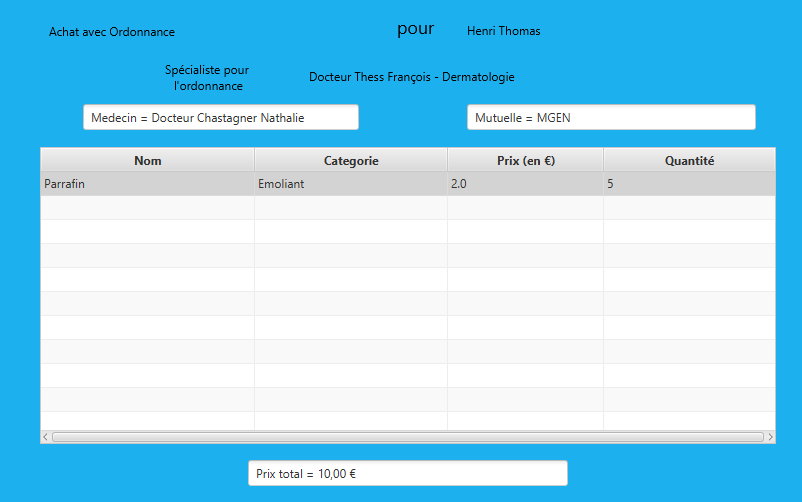 Achat avec Ordonnance pour Henri Thomas
Spécialiste pour
l'ordonnance
Docteur Thess François - Dermatologie
Medecin = Docteur Chastagner Nathalie Mutuelle = MGEN
Nom Categorie Prix (en €) Quantité
Parrafin Emoliant 2.0 5
Prix total = 10,00 €